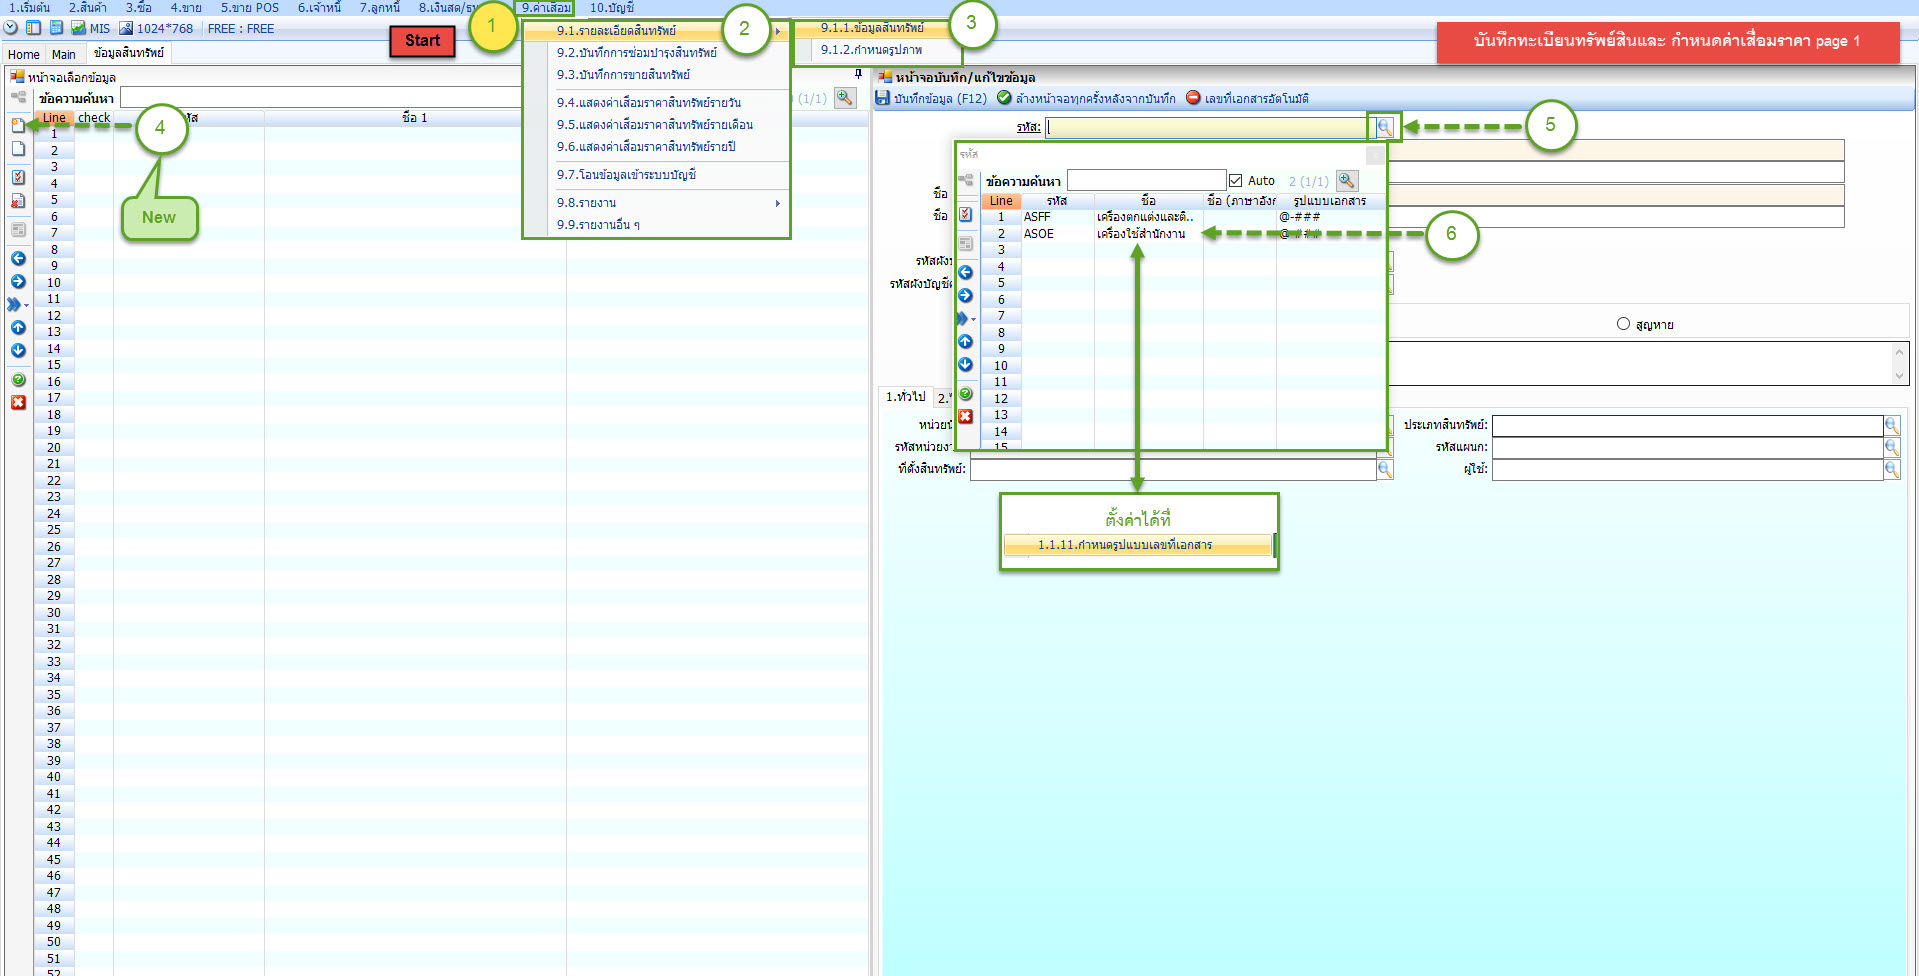 1.เริ่มต้น 2.สินค้า 3.ซื้อ 4.ขาย 5.ขาย POS 6.เจ้าหนี้ 7.ลูกหนี้ 8.เงินสด/ธน 9.ค่าเสื่อม 10.บัญชี
MIS 1024*768 FREE : FREE
Start
1
2
3
บันทึกทะเบียนทรัพย์สินและ กำหนดค่าเสื่อมราคา page 1
Home Main ข้อมูลสินทรัพย์
9.1.รายละเอียดสินทรัพย์
9.2.บันทึกการซ่อมบำรุงสินทรัพย์
9.3.บันทึกการขายสินทรัพย์
9.4.แสดงค่าเสื่อมราคาสินทรัพย์รายวัน
9.5.แสดงค่าเสื่อมราคาสินทรัพย์รายเดือน
9.6.แสดงค่าเสื่อมราคาสินทรัพย์รายปี
9.7.โอนข้อมูลเข้าระบบบัญชี
9.8.รายงาน
9.9.รายงานอื่น ๆ
9.1.1.ข้อมูลสินทรัพย์
9.1.2.กำหนดรูปภาพ
หน้าจอเลือกข้อมูล
ข้อความค้นหา (1/1)
Line check ัส ชื่อ 1
1
2
3
4
5
6
7
8
9
10
11
12
13
14
15
16
17
18
19
20
21
22
23
24
25
26
27
28
29
30
31
32
33
34
35
36
37
38
39
40
41
42
43
44
45
46
47
48
49
50
51
52
4
New
หน้าจอบันทึก/แก้ไขข้อมูล
บันทึกข้อมูล (F12) ล้างหน้าจอทุกครั้งหลังจากบันทึก เลขที่เอกสารอัตโนมัติ
รหัส:
5
ชื่อ
ชื่อ
รหัสผัง
รหัสผังบัญชี
สูญหาย
1.ทั่วไป 2.
หน่วยน ประเภทสินทรัพย์:
รหัสหน่วยงา รหัสแผนก:
ที่ตั้งสินทรัพย์: ผู้ใช้:
รหัส
ข้อความค้นหา Auto 2 (1/1)
Line รหัส ชื่อ ชื่อ (ภาษาอังก รูปแบบเอกสาร
1 ASFF เครื่องตกแต่งและติ.. @-###
2 ASOE เครื่องใช้สำนักงาน @-###
3
4
5
6
7
8
9
10
11
12
13
14
15
6
ตั้งค่าได้ที่
1.1.11.กำหนดรูปแบบเลขที่เอกสาร